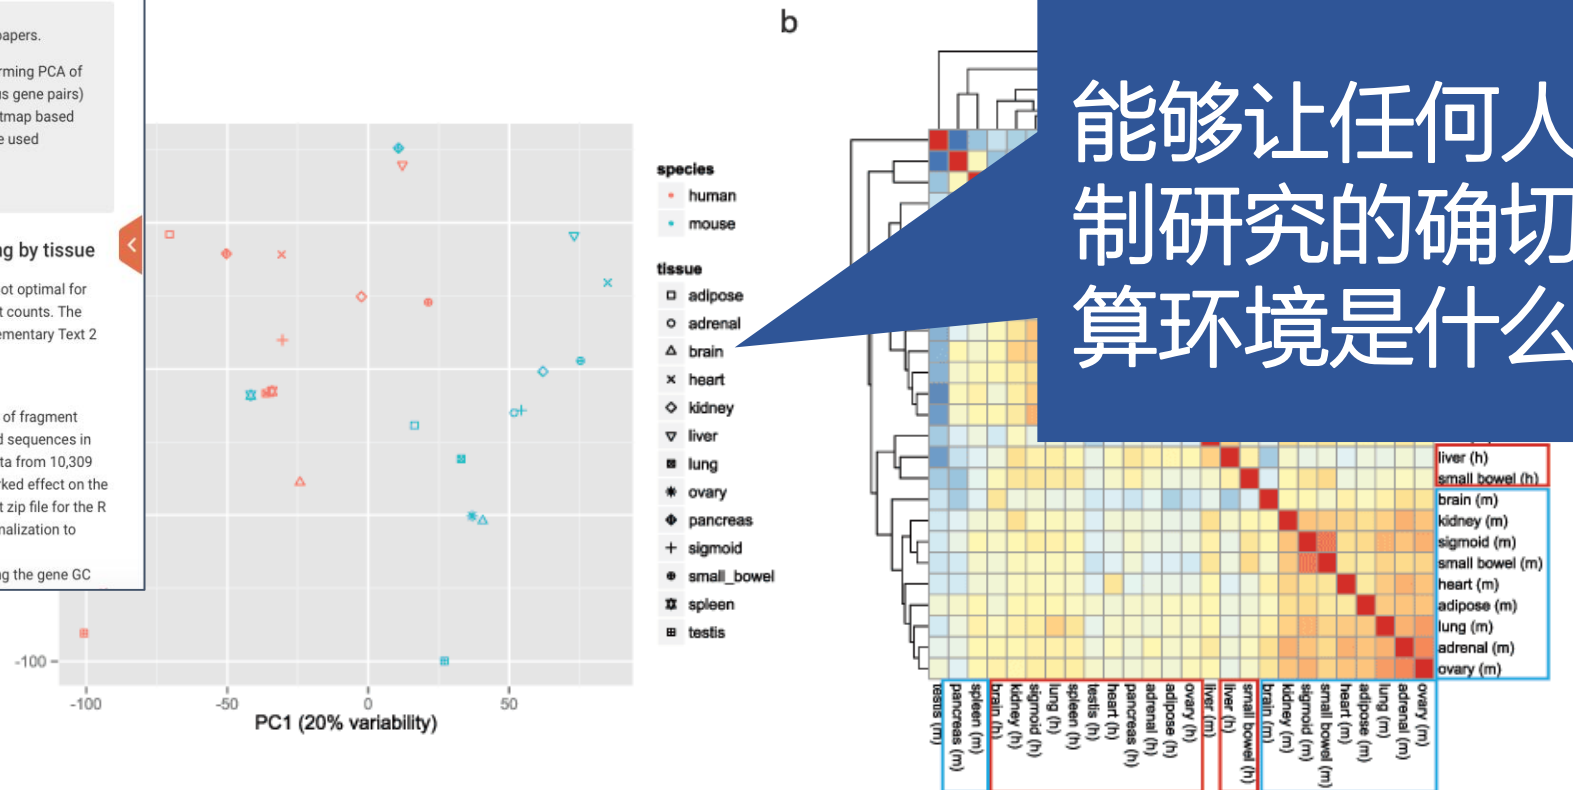 papers.
rming PCA of
us gene pairs)
tmap based
e used
ng by tissue
ot optimal for
t counts. The
ementary Text 2
of fragment
d sequences in
ta from 10,309
ked effect on the
t zip file for the R
malization to
ng the gene GC
-100
-100
-50
0
50
PC1 (20% variability)
species
human
mouse
tissue
adipose
adrenal
brain
heart
kidney
liver
lung
ovary
pancreas
sigmoid
small_bowel
spleen
testis
b
能够让任何人
制研究的确切
算环境是什么
liver (h)
small bowel (h)
brain (m)
kidney (m)
sigmoid (m)
small bowel (m)
heart (m)
adipose (m)
lung (m)
adrenal (m)
ovary (m)
testis (m)
pancreas (m)
spleen (m)
brain (h)
kidney (h)
sigmoid (h)
lung (h)
spleen (h)
testis (h)
heart (h)
pancreas (h)
adrenal (h)
adipose (h)
ovary (h)
liver (m)
liver (h)
small bowel (h)
brain (m)
kidney (m)
sigmoid (m)
small bowel (m)
heart (m)
adipose (m)
lung (m)
adrenal (m)
ovary (m)